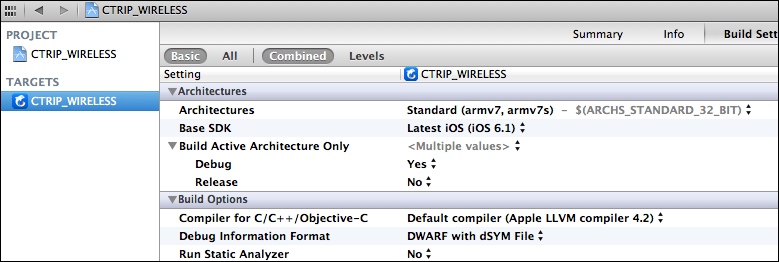 CTRIP_WIRELESS
PROJECT
CTRIP_WIRELESS
TARGETS
CTRIP_WIRELESS
Summary Info Build Sett
Basic All Combined Levels
Setting CTRIP_WIRELESS
Architectures
Architectures Standard (armv7, armv7s) – $(ARCHS_STANDARD_32_BIT)
Base SDK Latest iOS (iOS 6.1)
Build Active Architecture Only <Multiple values>
Debug Yes
Release No
Build Options
Compiler for C/C++/Objective-C Default compiler (Apple LLVM compiler 4.2)
Debug Information Format DWARF with dSYM File
Run Static Analyzer No